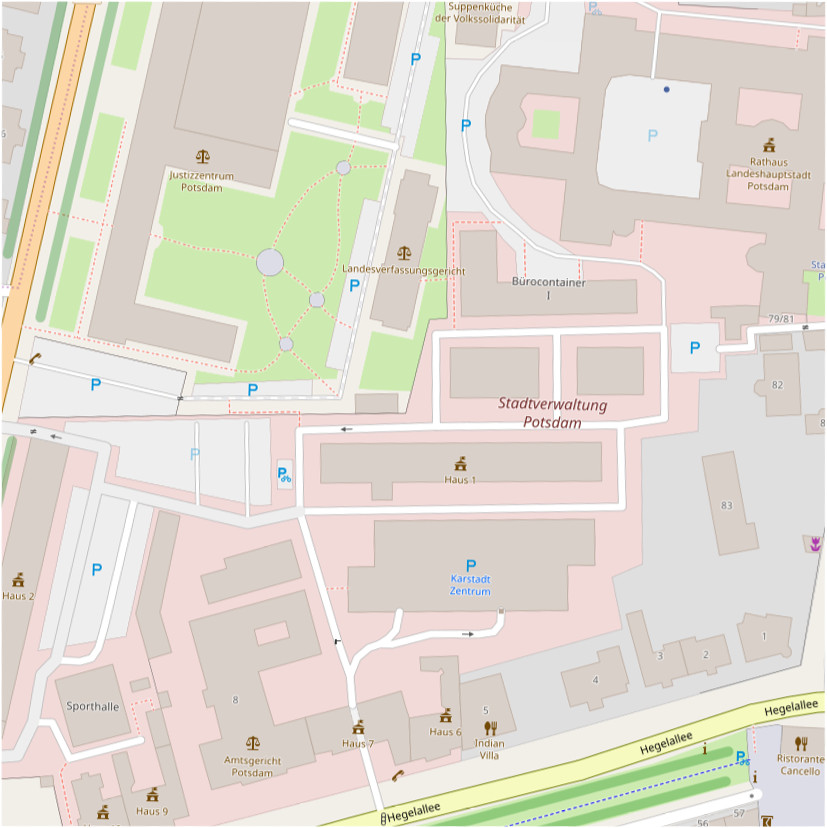 Suppenküche
der Volkssolidarität
P
P
P
P
Rathaus
Landeshauptstadt
Potsdam
Justizzentrum
Potsdam
Landesverfassungsgericht
P
Bürocontainer
I
Sta
P
79/81
P
P
P
82
8
Stadtverwaltung
Potsdam
P
P
Haus 1
83
P
P
Karstadt
Zentrum
Haus 2
1
2
3
4
8
Sporthalle
5
Haus 6
Haus 7
Indian
Villa
Amtsgericht
Potsdam
Haus 9
Hegelallee
Hegelallee
Hegelallee
i
i
P
Ristorante
Cancello
57
56